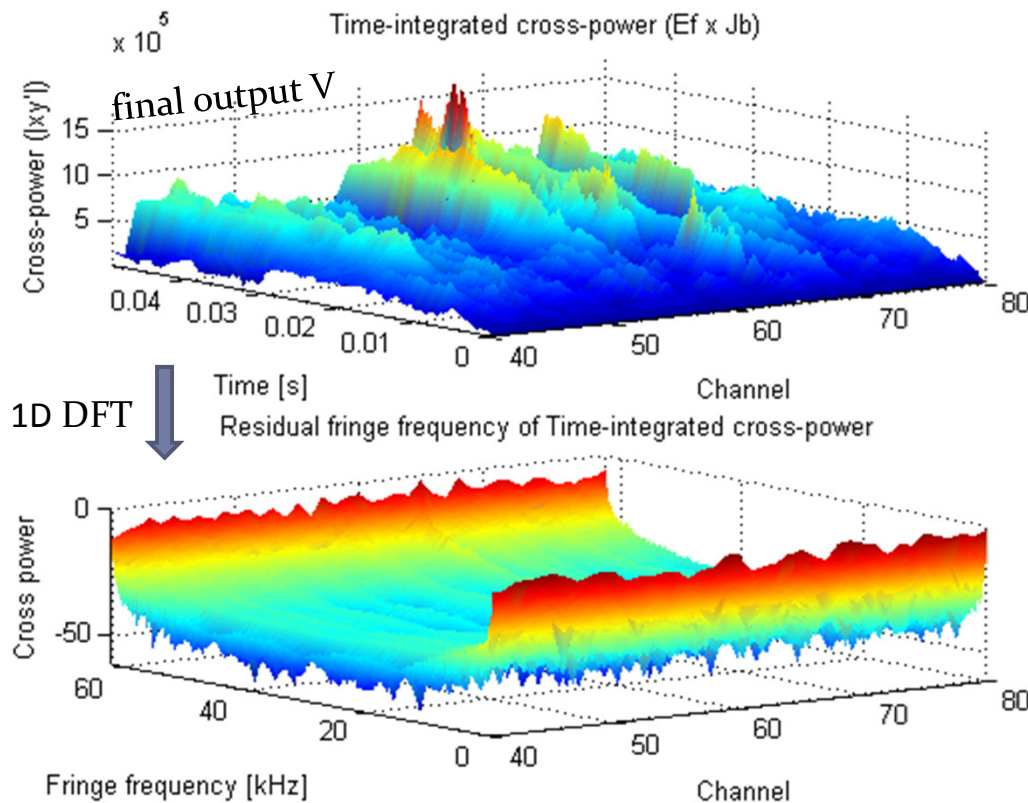 Time-integrated cross-power (Ef x Jb)
x 10^5
final output V
Cross-power (|xy'|)
15
10
5
0.04
0.03
0.02
0.01
0
40
50
60
70
80
Time [s]
Channel
1D DFT
Residual fringe frequency of Time-integrated cross-power
Cross power
0
-50
60
40
20
0
40
50
60
70
80
Fringe frequency [kHz]
Channel